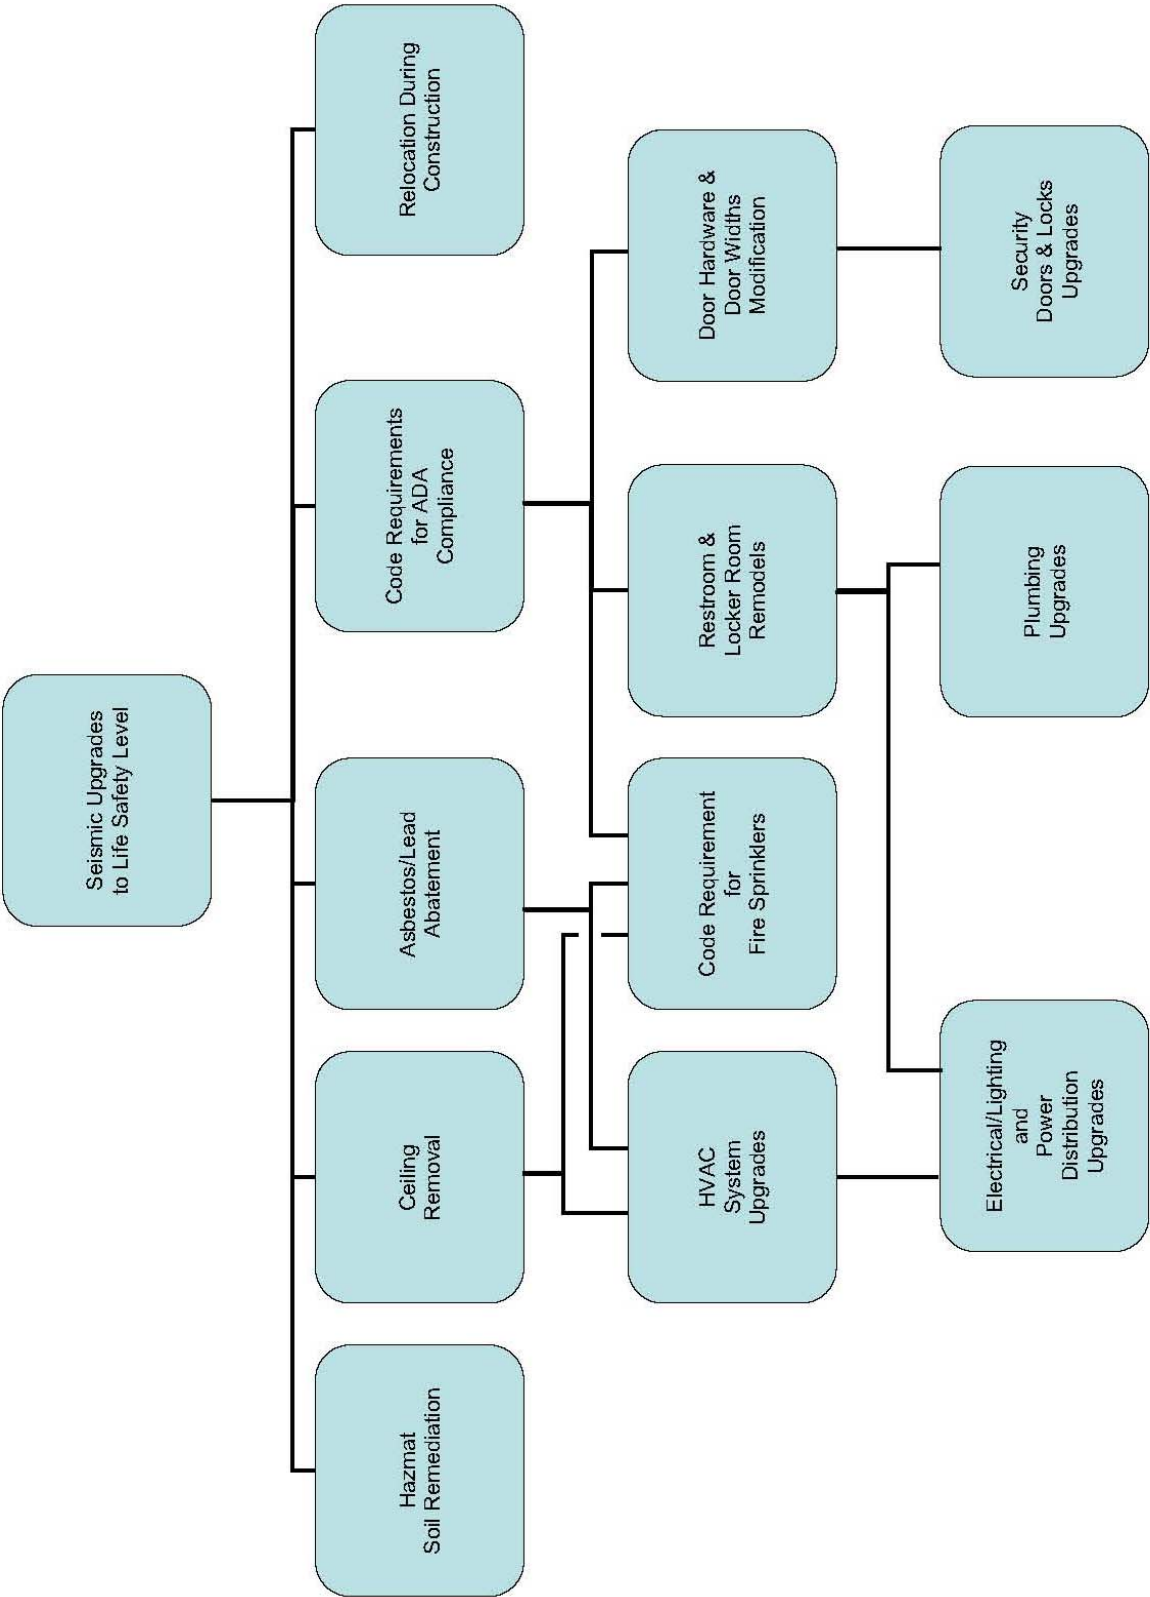 Seismic Upgrades
to Life Safety Level
Hazmat
Soil Remediation
Ceiling
Removal
Asbestos/Lead
Abatement
Code Requirements
for ADA
Compliance
Relocation During
Construction
HVAC
System
Upgrades
Code Requirement
for
Fire Sprinklers
Restroom &
Locker Room
Remodels
Door Hardware &
Door Widths
Modification
Electrical/Lighting
and
Power
Distribution
Upgrades
Plumbing
Upgrades
Security
Doors & Locks
Upgrades